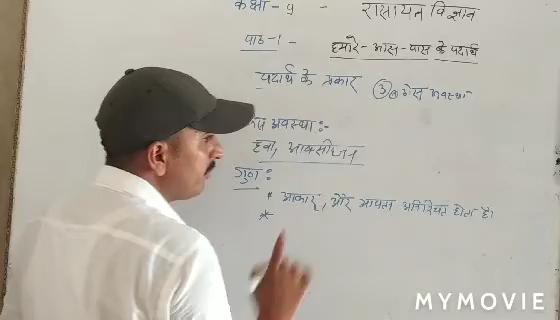 कक्षा - 9 रसायन विज्ञान
पाठ-1 - हमारे-आस-पास के पदार्थ
पदार्थ के प्रकार ③ गैस अवस्था
अवस्था :-
हवा, आक्सीजन
गुण :
* आकार, और आयतन अनिश्चित होता है।
*
MYMOVIE